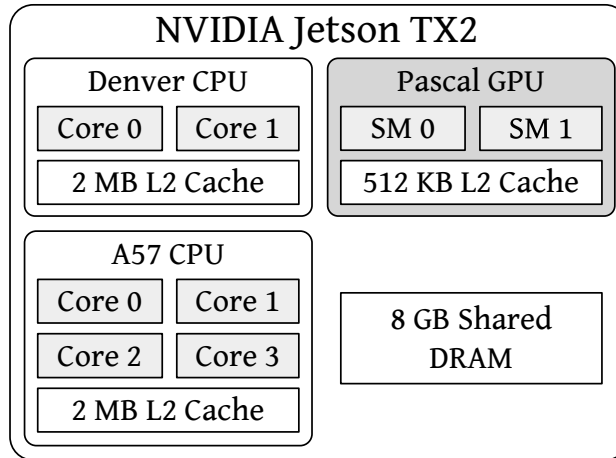 NVIDIA Jetson TX2
Denver CPU
Core 0 Core 1
2 MB L2 Cache
Pascal GPU
SM 0 SM 1
512 KB L2 Cache
A57 CPU
Core 0 Core 1
Core 2 Core 3
2 MB L2 Cache
8 GB Shared
DRAM